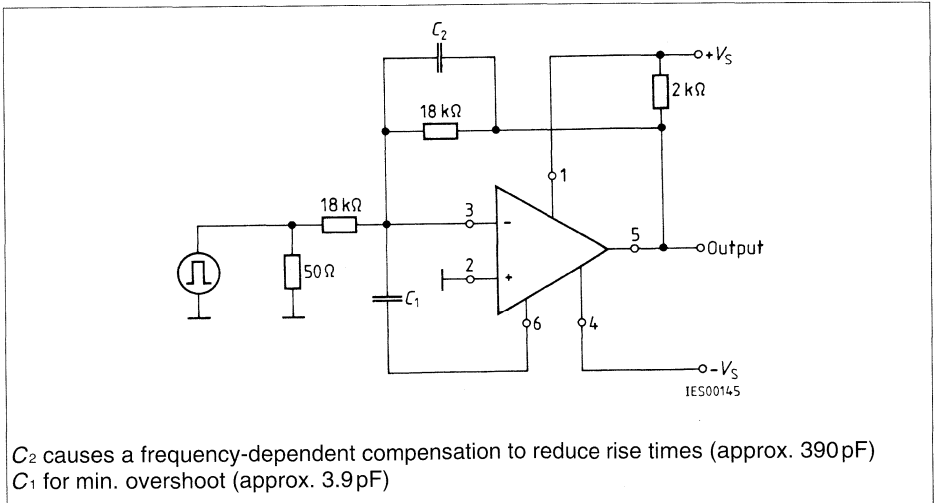 C2
+VS
2 kΩ
18 kΩ
1
18 kΩ
3
-
5
Output
50 Ω
2
+
C1
6
4
-VS
IES00145
C2 causes a frequency-dependent compensation to reduce rise times (approx. 390 pF)
C1 for min. overshoot (approx. 3.9 pF)